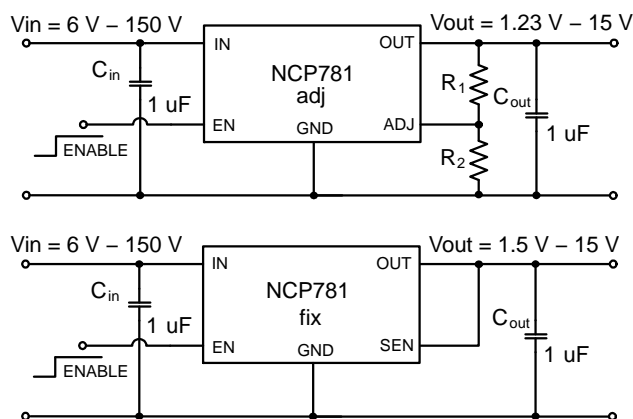 Vin = 6 V – 150 V
Vout = 1.23 V – 15 V
IN
OUT
Cin
NCP781
adj
R1
Cout
1 uF
EN
GND
ADJ
1 uF
ENABLE
R2
Vin = 6 V – 150 V
Vout = 1.5 V – 15 V
IN
OUT
Cin
NCP781
fix
Cout
1 uF
EN
GND
SEN
1 uF
ENABLE